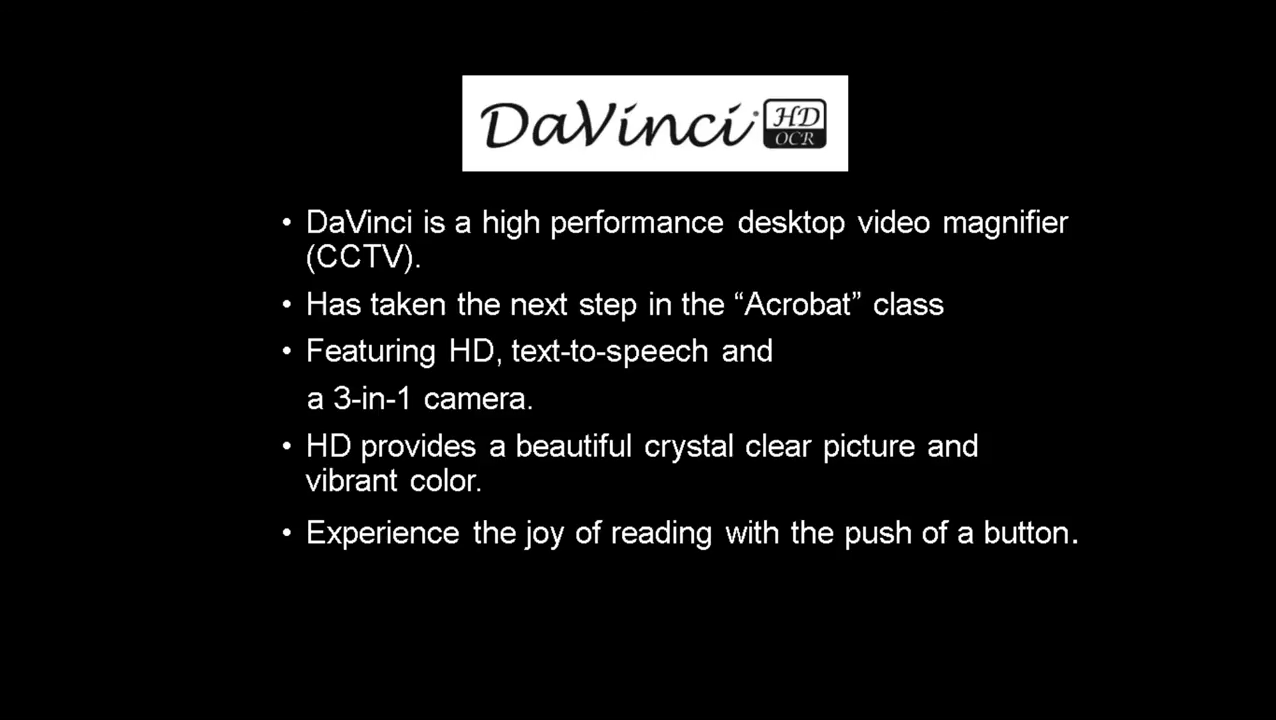 DaVinci HD
OCR
• DaVinci is a high performance desktop video magnifier
(CCTV).
• Has taken the next step in the “Acrobat” class
• Featuring HD, text-to-speech and
a 3-in-1 camera.
• HD provides a beautiful crystal clear picture and
vibrant color.
• Experience the joy of reading with the push of a button.